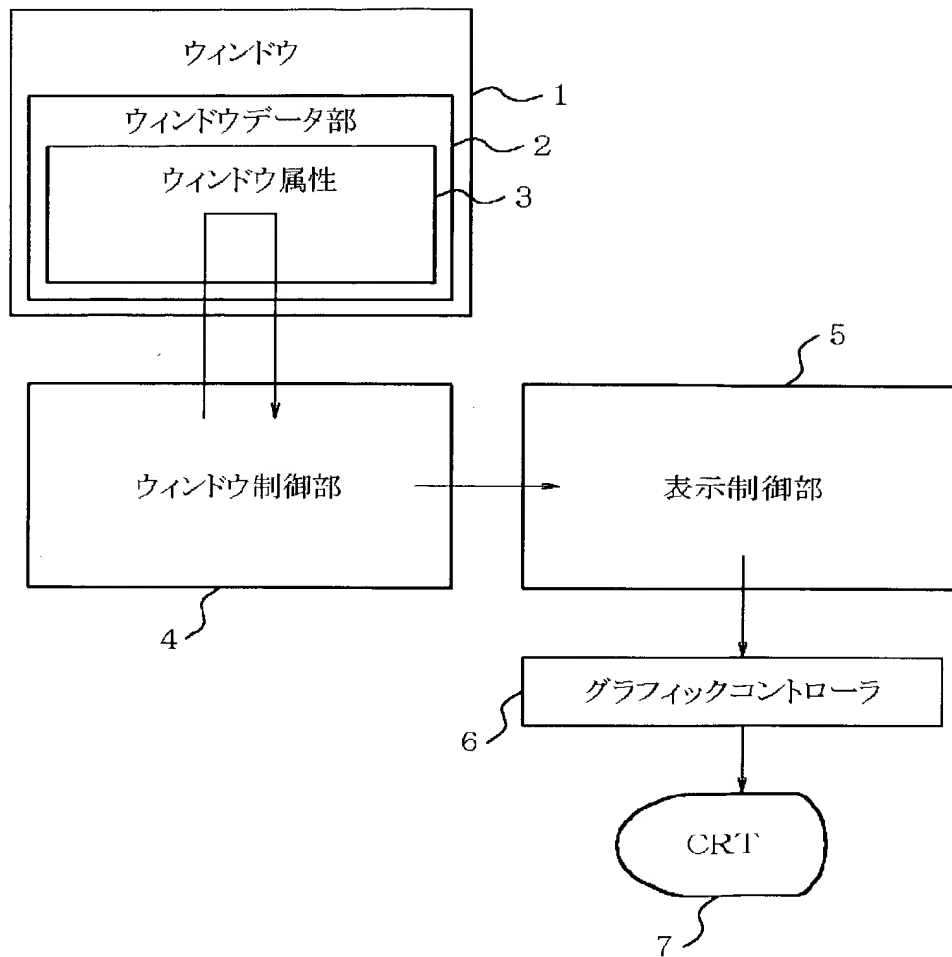 ウィンドウ
1
ウィンドウデータ部
2
ウィンドウ属性
3
5
ウィンドウ制御部
表示制御部
4
グラフィックコントローラ
6
CRT
7